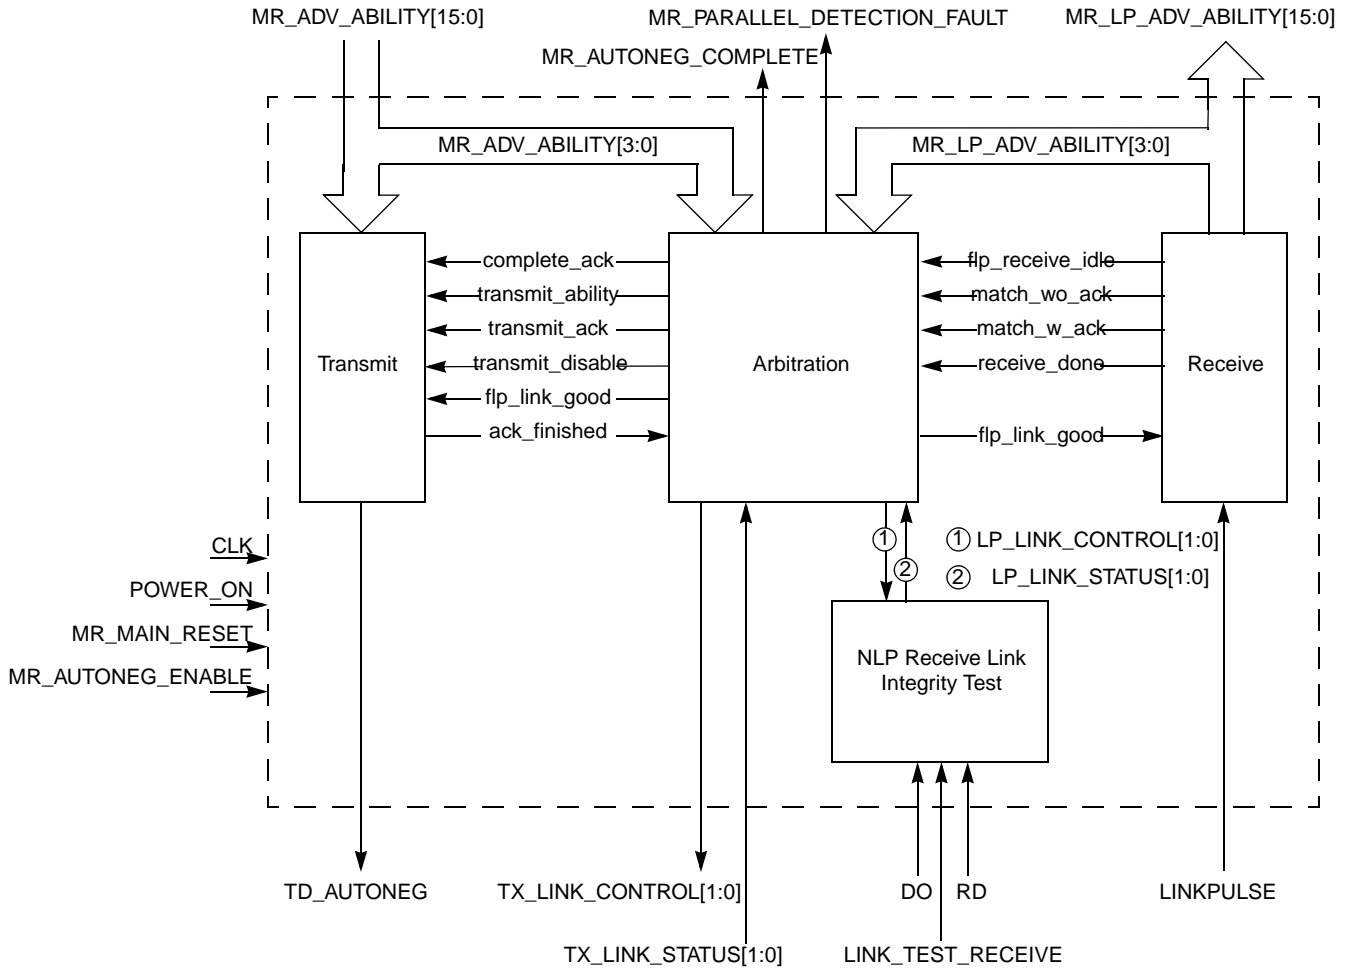 MR_ADV_ABILITY[15:0]
MR_PARALLEL_DETECTION_FAULT
MR_LP_ADV_ABILITY[15:0]
MR_AUTONEG_COMPLETE
MR_ADV_ABILITY[3:0]
MR_LP_ADV_ABILITY[3:0]
complete_ack
flp_receive_idle
transmit_ability
match_wo_ack
transmit_ack
match_w_ack
Transmit
transmit_disable
Arbitration
receive_done
Receive
flp_link_good
ack_finished
flp_link_good
CLK
1
1 LP_LINK_CONTROL[1:0]
2
2 LP_LINK_STATUS[1:0]
POWER_ON
MR_MAIN_RESET
MR_AUTONEG_ENABLE
NLP Receive Link
Integrity Test
TD_AUTONEG
TX_LINK_CONTROL[1:0]
DO
RD
LINKPULSE
TX_LINK_STATUS[1:0]
LINK_TEST_RECEIVE